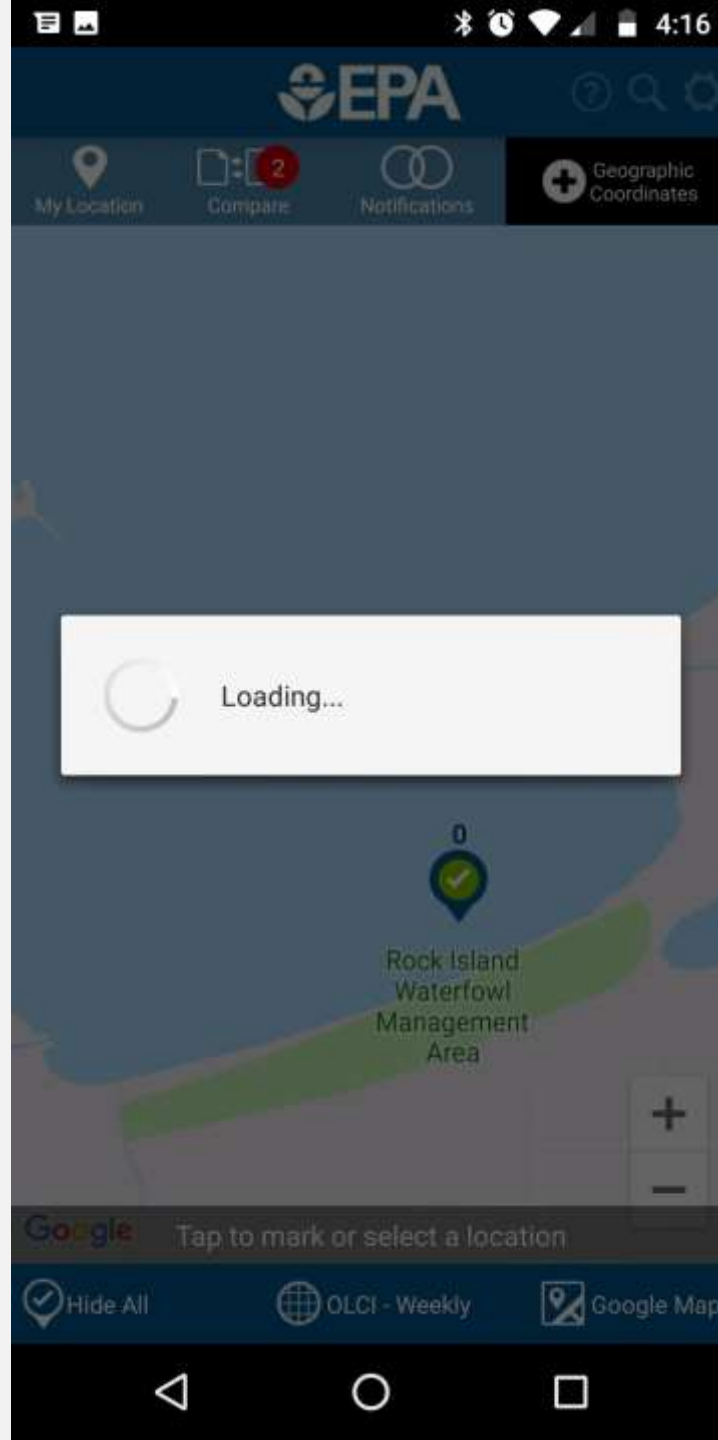 4:16
EPA
My Location
2
Compare
Notifications
Geographic
Coordinates
Loading...
0
Rock Island
Waterfowl
Management
Area
Google
Tap to mark or select a location
Hide All
OLCI - Weekly
Google Map